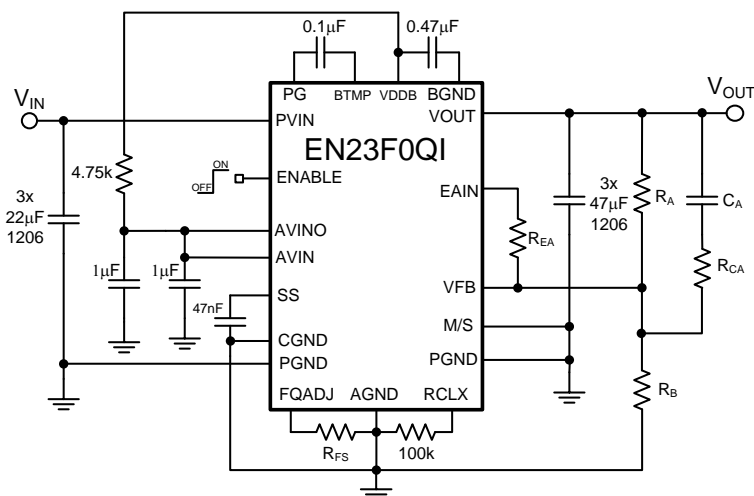 0.1μF
0.47μF
V_IN
V_OUT
PG
BTMP
VDDB
BGND
PVIN
VOUT
EN23F0QI
4.75k
ON
OFF
ENABLE
EAIN
3x
22μF
1206
3x
47μF
1206
R_A
C_A
R_EA
R_CA
AVINO
AVIN
1μF
1μF
SS
VFB
47nF
CGND
M/S
PGND
PGND
R_B
FQADJ
AGND
RCLX
R_FS
100k